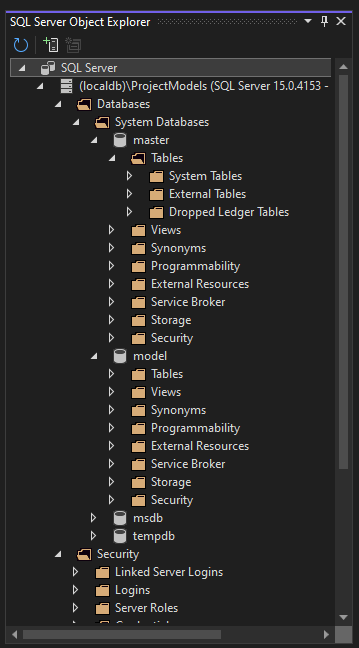 SQL Server Object Explorer
SQL Server
(localdb)\ProjectModels (SQL Server 15.0.4153 -
Databases
System Databases
master
Tables
System Tables
External Tables
Dropped Ledger Tables
Views
Synonyms
Programmability
External Resources
Service Broker
Storage
Security
model
Tables
Views
Synonyms
Programmability
External Resources
Service Broker
Storage
Security
msdb
tempdb
Security
Linked Server Logins
Logins
Server Roles